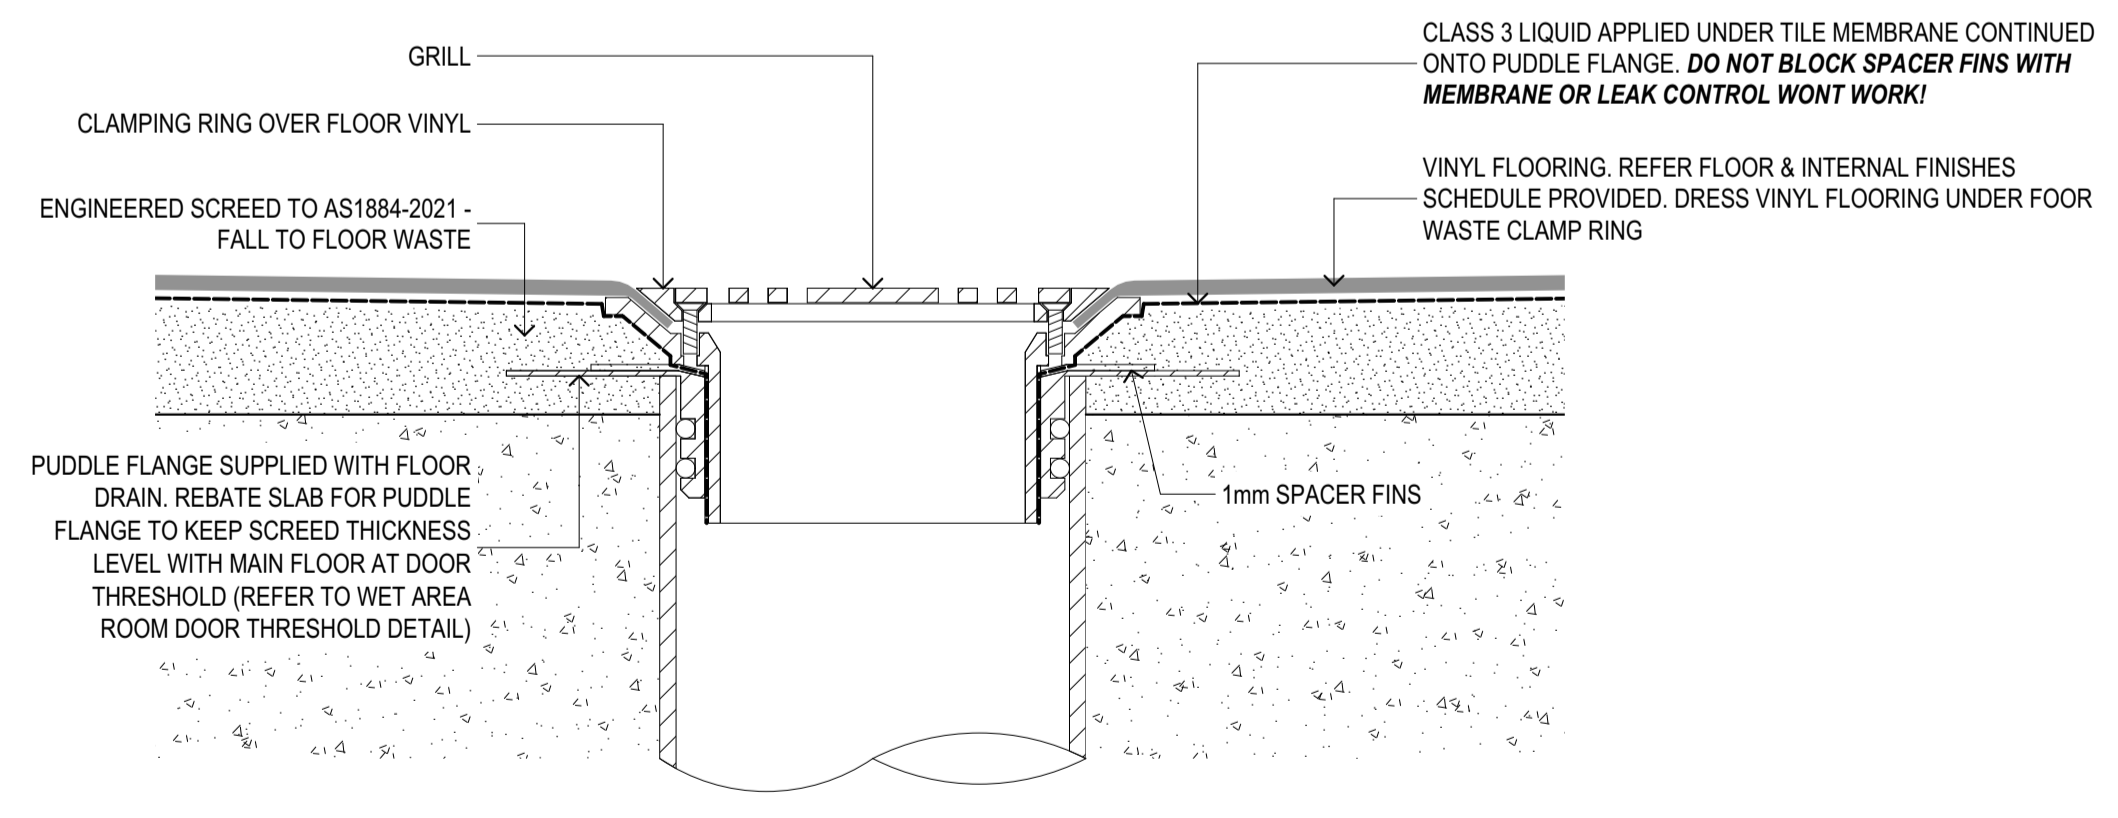 GRILL
CLAMPING RING OVER FLOOR VINYL
ENGINEERED SCREED TO AS1884-2021 -
FALL TO FLOOR WASTE
PUDDLE FLANGE SUPPLIED WITH FLOOR
DRAIN. REBATE SLAB FOR PUDDLE
FLANGE TO KEEP SCREED THICKNESS
LEVEL WITH MAIN FLOOR AT DOOR
THRESHOLD (REFER TO WET AREA
ROOM DOOR THRESHOLD DETAIL)
CLASS 3 LIQUID APPLIED UNDER TILE MEMBRANE CONTINUED
ONTO PUDDLE FLANGE. DO NOT BLOCK SPACER FINS WITH
MEMBRANE OR LEAK CONTROL WONT WORK!
VINYL FLOORING. REFER FLOOR & INTERNAL FINISHES
SCHEDULE PROVIDED. DRESS VINYL FLOORING UNDER FOOR
WASTE CLAMP RING
1mm SPACER FINS